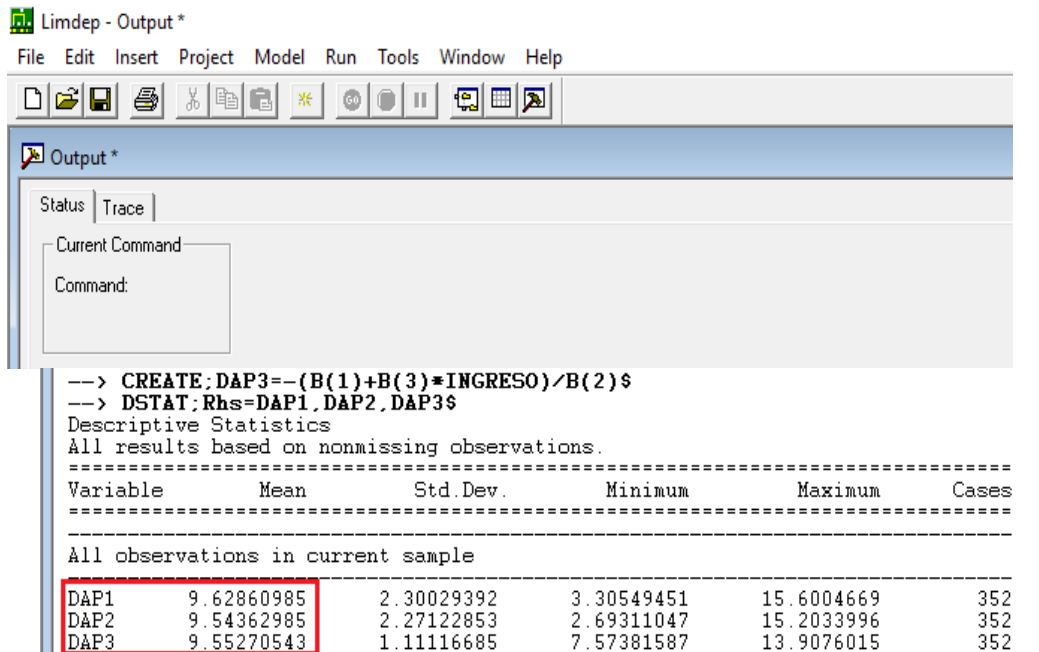 Limdep - Output *
File Edit Insert Project Model Run Tools Window Help
GO
Output *
Status Trace
Current Command
Command:
--> CREATE;DAP3=-(B(1)+B(3)*INGRESO)/B(2)$
--> DSTAT;Rhs=DAP1,DAP2,DAP3$
Descriptive Statistics
All results based on nonmissing observations.
===============================================================================
Variable Mean Std.Dev. Minimum Maximum Cases
===============================================================================
-------------------------------------------------------------------------------
All observations in current sample
-------------------------------------------------------------------------------
DAP1 9.62860985 2.30029392 3.30549451 15.6004669 352
DAP2 9.54362985 2.27122853 2.69311047 15.2033996 352
DAP3 9.55270543 1.11116685 7.57381587 13.9076015 352